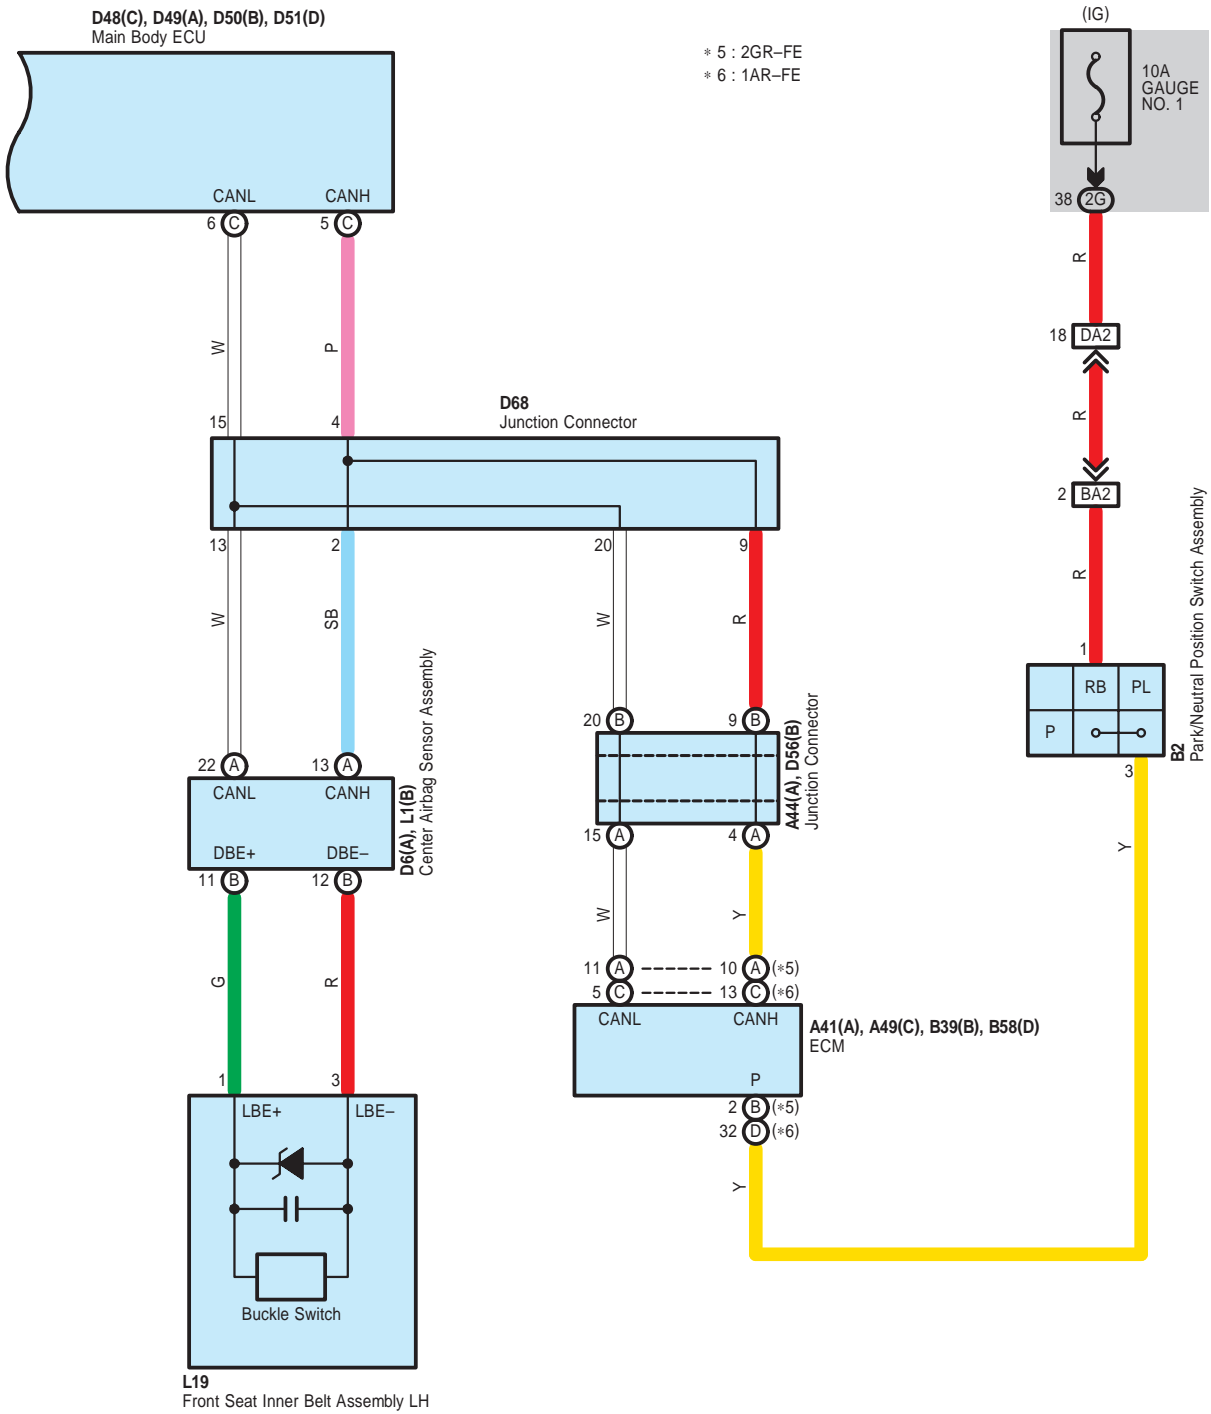 D48(C), D49(A), D50(B), D51(D)
Main Body ECU
∗ 5 : 2GR–FE
∗ 6 : 1AR–FE
(IG)
10A
GAUGE
NO. 1
38 2G
CANL CANH
6 C 5 C
R
W P
18 DA2
R
D68
Junction Connector
15 4
2 BA2
13 2 20 9
R
W SB W R
1
RB PL
P
B2
Park/Neutral Position Switch Assembly
3
Y
20 B 9 B
A44(A), D56(B)
Junction Connector
15 A 4 A
22 A 13 A
CANL CANH
DBE+ DBE–
D6(A), L1(B)
Center Airbag Sensor Assembly
11 B 12 B
W Y
G R
11 A 10 A (∗5)
5 C 13 C (∗6)
CANL CANH
A41(A), A49(C), B39(B), B58(D)
ECM
P
2 B (∗5)
32 D (∗6)
Y
1 3
LBE+ LBE–
Buckle Switch
L19
Front Seat Inner Belt Assembly LH